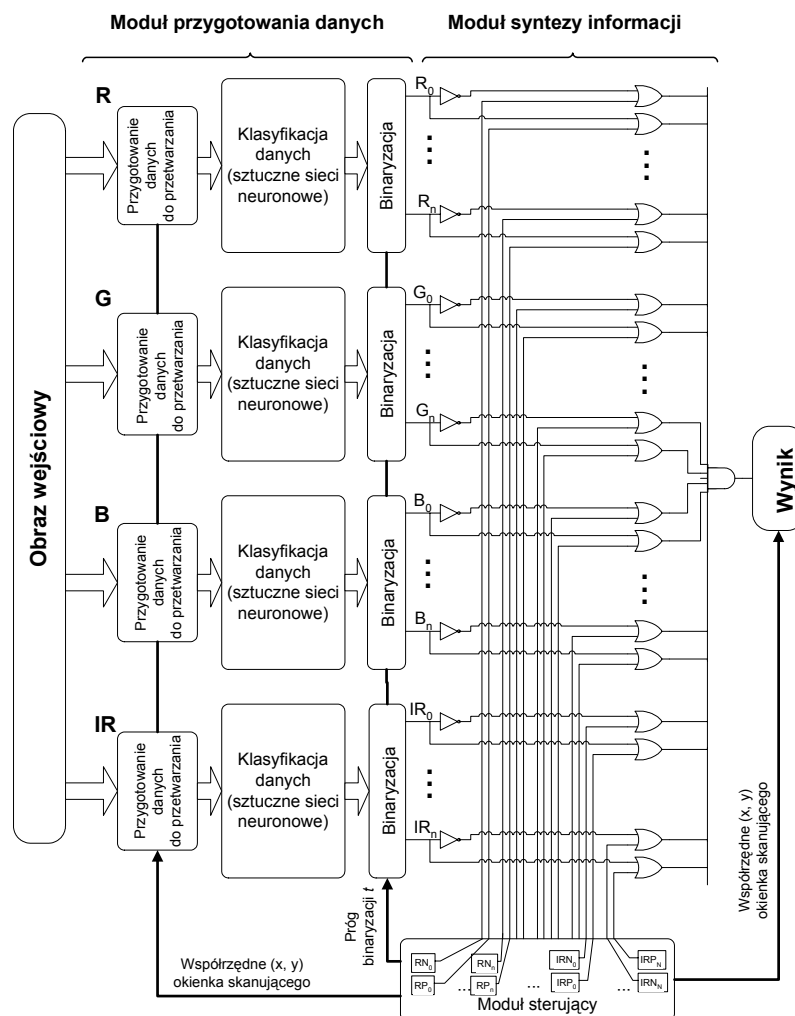 Moduł przygotowania danych
Moduł syntezy informacji
Obraz wejściowy
R
Przygotowanie
danych
do przetwarzania
Klasyfikacja
danych
(sztuczne sieci
neuronowe)
Binaryzacja
R0
...
Rn
...
G
Przygotowanie
danych
do przetwarzania
Klasyfikacja
danych
(sztuczne sieci
neuronowe)
Binaryzacja
G0
...
Gn
...
B
Przygotowanie
danych
do przetwarzania
Klasyfikacja
danych
(sztuczne sieci
neuronowe)
Binaryzacja
B0
...
Bn
...
IR
Przygotowanie
danych
do przetwarzania
Klasyfikacja
danych
(sztuczne sieci
neuronowe)
Binaryzacja
IR0
...
IRn
Wynik
Współrzędne (x, y)
okienka skanującego
Próg
binaryzacji t
Współrzędne (x, y)
okienka skanującego
RN0 RNn IRN0 IRPN
RP0 ... RPn ... IRP0 ... IRNN
Moduł sterujący